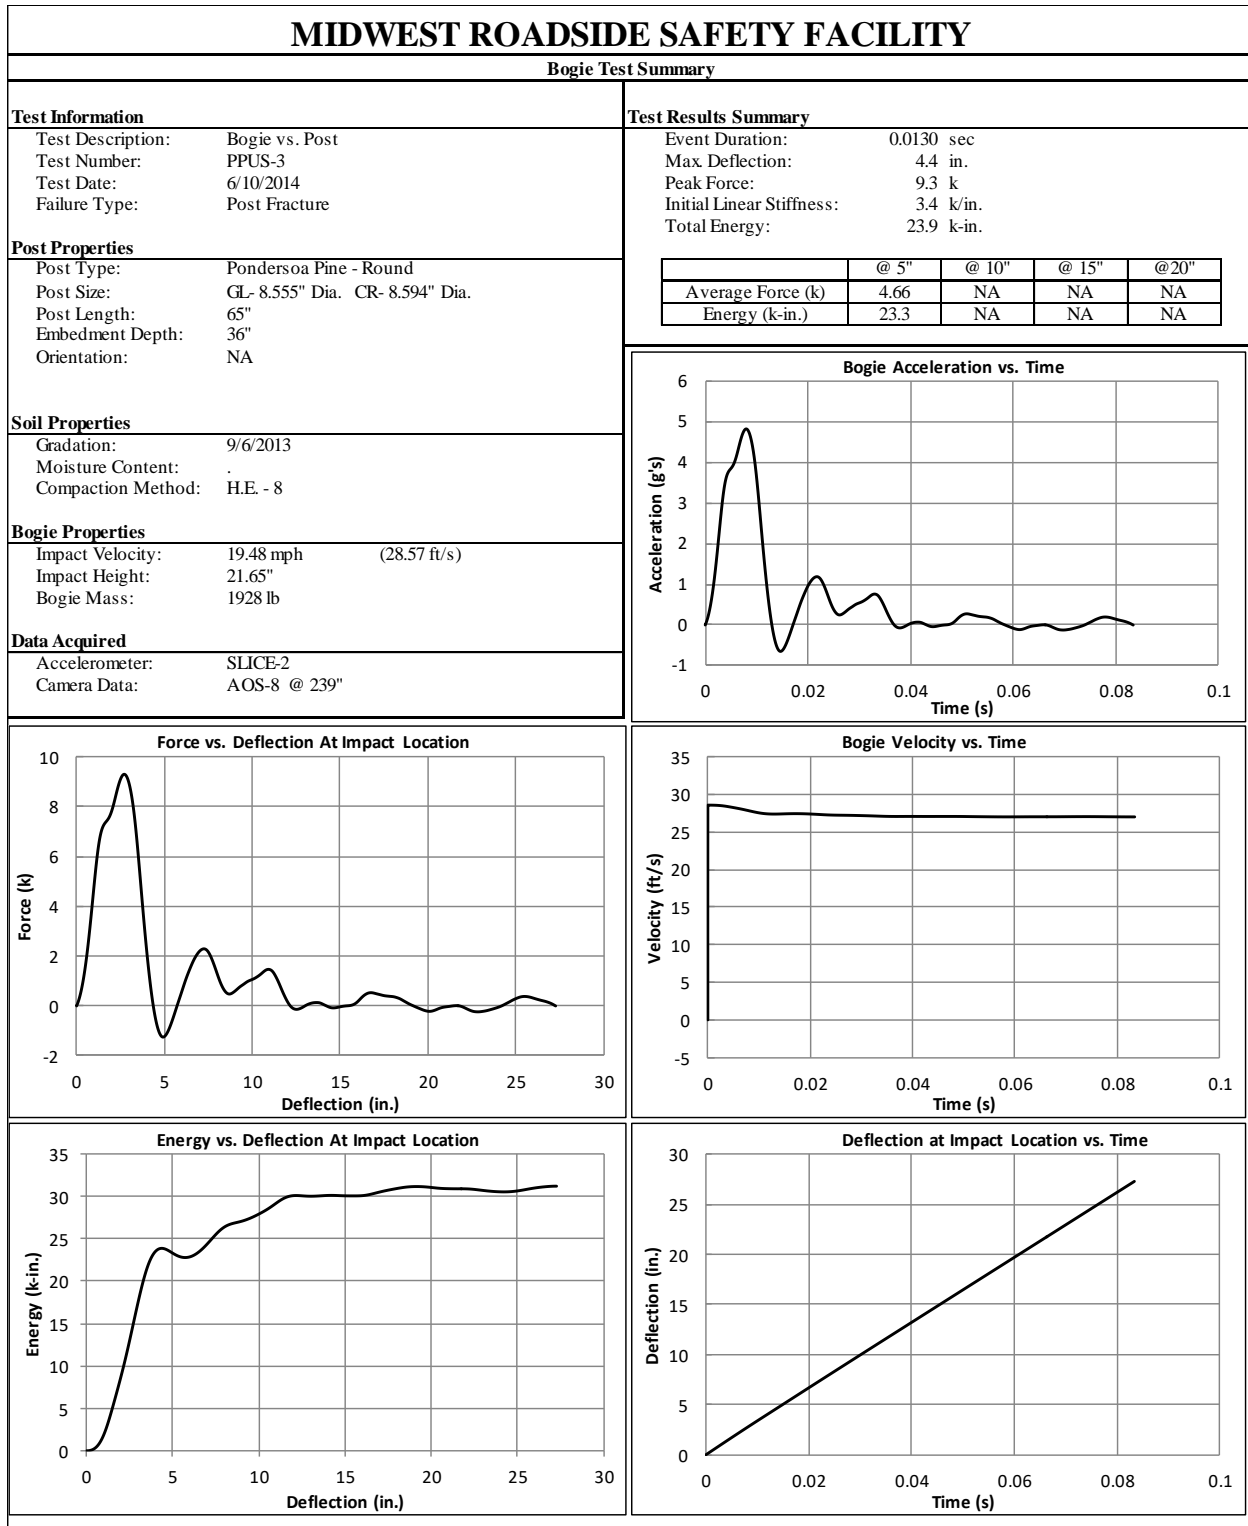 MIDWEST ROADSIDE SAFETY FACILITY
Bogie Test Summary
Test Information
Test Description: Bogie vs. Post
Test Number: PPUS-3
Test Date: 6/10/2014
Failure Type: Post Fracture
Post Properties
Post Type: Pondersoa Pine - Round
Post Size: GL- 8.555" Dia. CR- 8.594" Dia.
Post Length: 65"
Embedment Depth: 36"
Orientation: NA
Soil Properties
Gradation: 9/6/2013
Moisture Content: .
Compaction Method: H.E. - 8
Bogie Properties
Impact Velocity: 19.48 mph (28.57 ft/s)
Impact Height: 21.65"
Bogie Mass: 1928 lb
Data Acquired
Accelerometer: SLICE-2
Camera Data: AOS-8 @ 239"
Test Results Summary
Event Duration: 0.0130 sec
Max. Deflection: 4.4 in.
Peak Force: 9.3 k
Initial Linear Stiffness: 3.4 k/in.
Total Energy: 23.9 k-in.
@ 5" @ 10" @ 15" @20"
Average Force (k) 4.66 NA NA NA
Energy (k-in.) 23.3 NA NA NA
Bogie Acceleration vs. Time
6
5
4
3
2
1
0
-1
Acceleration (g's)
0 0.02 0.04 0.06 0.08 0.1
Time (s)
Force vs. Deflection At Impact Location
10
8
6
4
2
0
-2
Force (k)
0 5 10 15 20 25 30
Deflection (in.)
Bogie Velocity vs. Time
35
30
25
20
15
10
5
0
-5
Velocity (ft/s)
0 0.02 0.04 0.06 0.08 0.1
Time (s)
Energy vs. Deflection At Impact Location
35
30
25
20
15
10
5
0
Energy (k-in.)
0 5 10 15 20 25 30
Deflection (in.)
Deflection at Impact Location vs. Time
30
25
20
15
10
5
0
Deflection (in.)
0 0.02 0.04 0.06 0.08 0.1
Time (s)